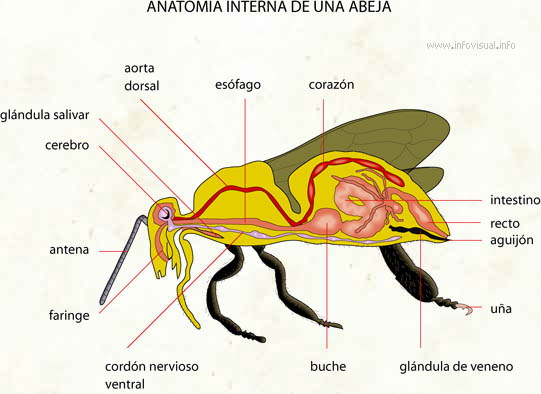 ANATOMÍA INTERNA DE UNA ABEJA
www.infovisual.info
aorta
dorsal
esófago
corazón
glándula salivar
cerebro
intestino
recto
aguijón
antena
uña
faringe
cordón nervioso
ventral
buche
glándula de veneno